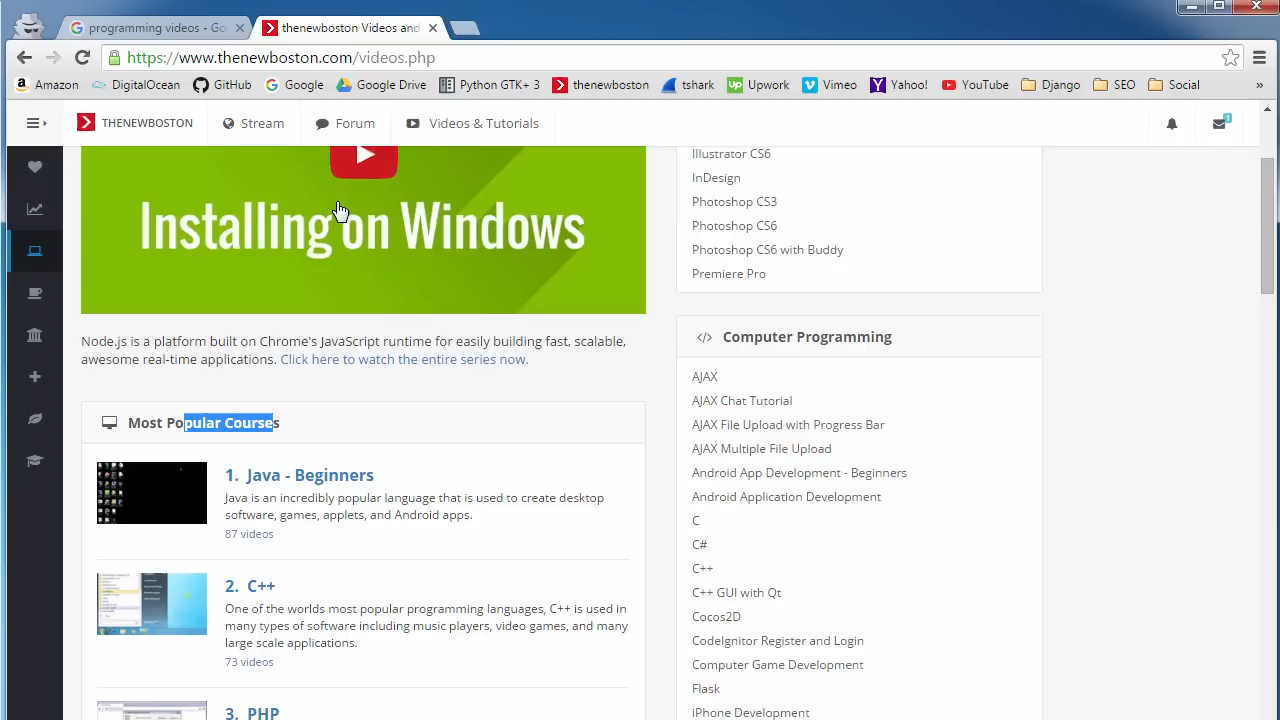 programming videos - Go
thenewboston Videos and
https://www.thenewboston.com/videos.php
Amazon DigitalOcean GitHub Google Google Drive Python GTK+ 3 thenewboston tshark Upwork Vimeo Yahoo! YouTube Django SEO Social »
THENEWBOSTON Stream Forum Videos & Tutorials 1
Installing on Windows
Node.js is a platform built on Chrome's JavaScript runtime for easily building fast, scalable,
awesome real-time applications. Click here to watch the entire series now.
Most Popular Courses
1. Java - Beginners
Java is an incredibly popular language that is used to create desktop
software, games, applets, and Android apps.
87 videos
2. C++
One of the worlds most popular programming languages, C++ is used in
many types of software including music players, video games, and many
large scale applications.
73 videos
3. PHP
Illustrator CS6
InDesign
Photoshop CS3
Photoshop CS6
Photoshop CS6 with Buddy
Premiere Pro
Computer Programming
AJAX
AJAX Chat Tutorial
AJAX File Upload with Progress Bar
AJAX Multiple File Upload
Android App Development - Beginners
Android Application Development
C
C#
C++
C++ GUI with Qt
Cocos2D
CodeIgnitor Register and Login
Computer Game Development
Flash
iPhone Development